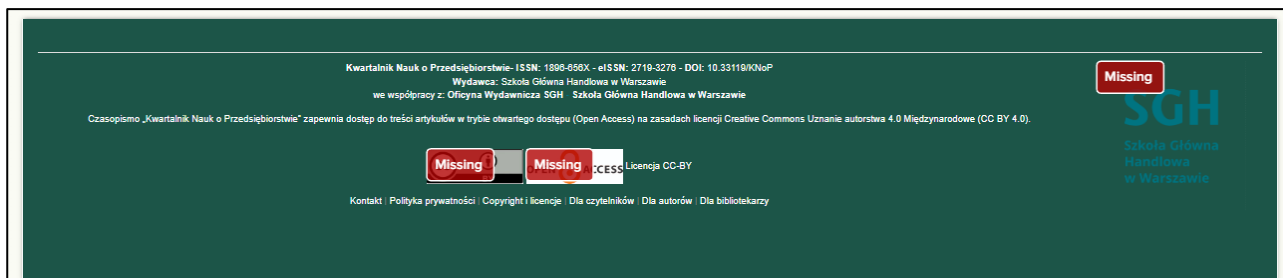 Kwartalnik Nauk o Przedsiębiorstwie- ISSN: 1896-656X - eISSN: 2719-3276 - DOI: 10.33119/KNoP
Wydawca: Szkoła Główna Handlowa w Warszawie
we współpracy z: Oficyna Wydawnicza SGH Szkoła Główna Handlowa w Warszawie
Missing
SGH
Szkoła Główna
Handlowa
w Warszawie
Czasopismo „Kwartalnik Nauk o Przedsiębiorstwie" zapewnia dostęp do treści artykułów w trybie otwartego dostępu (Open Access) na zasadach licencji Creative Commons Uznanie autorstwa 4.0 Międzynarodowe (CC BY 4.0).
Missing Missing Licencja CC-BY
Kontakt | Polityka prywatności | Copyright i licencje | Dla czytelników | Dla autorów | Dla bibliotekarzy